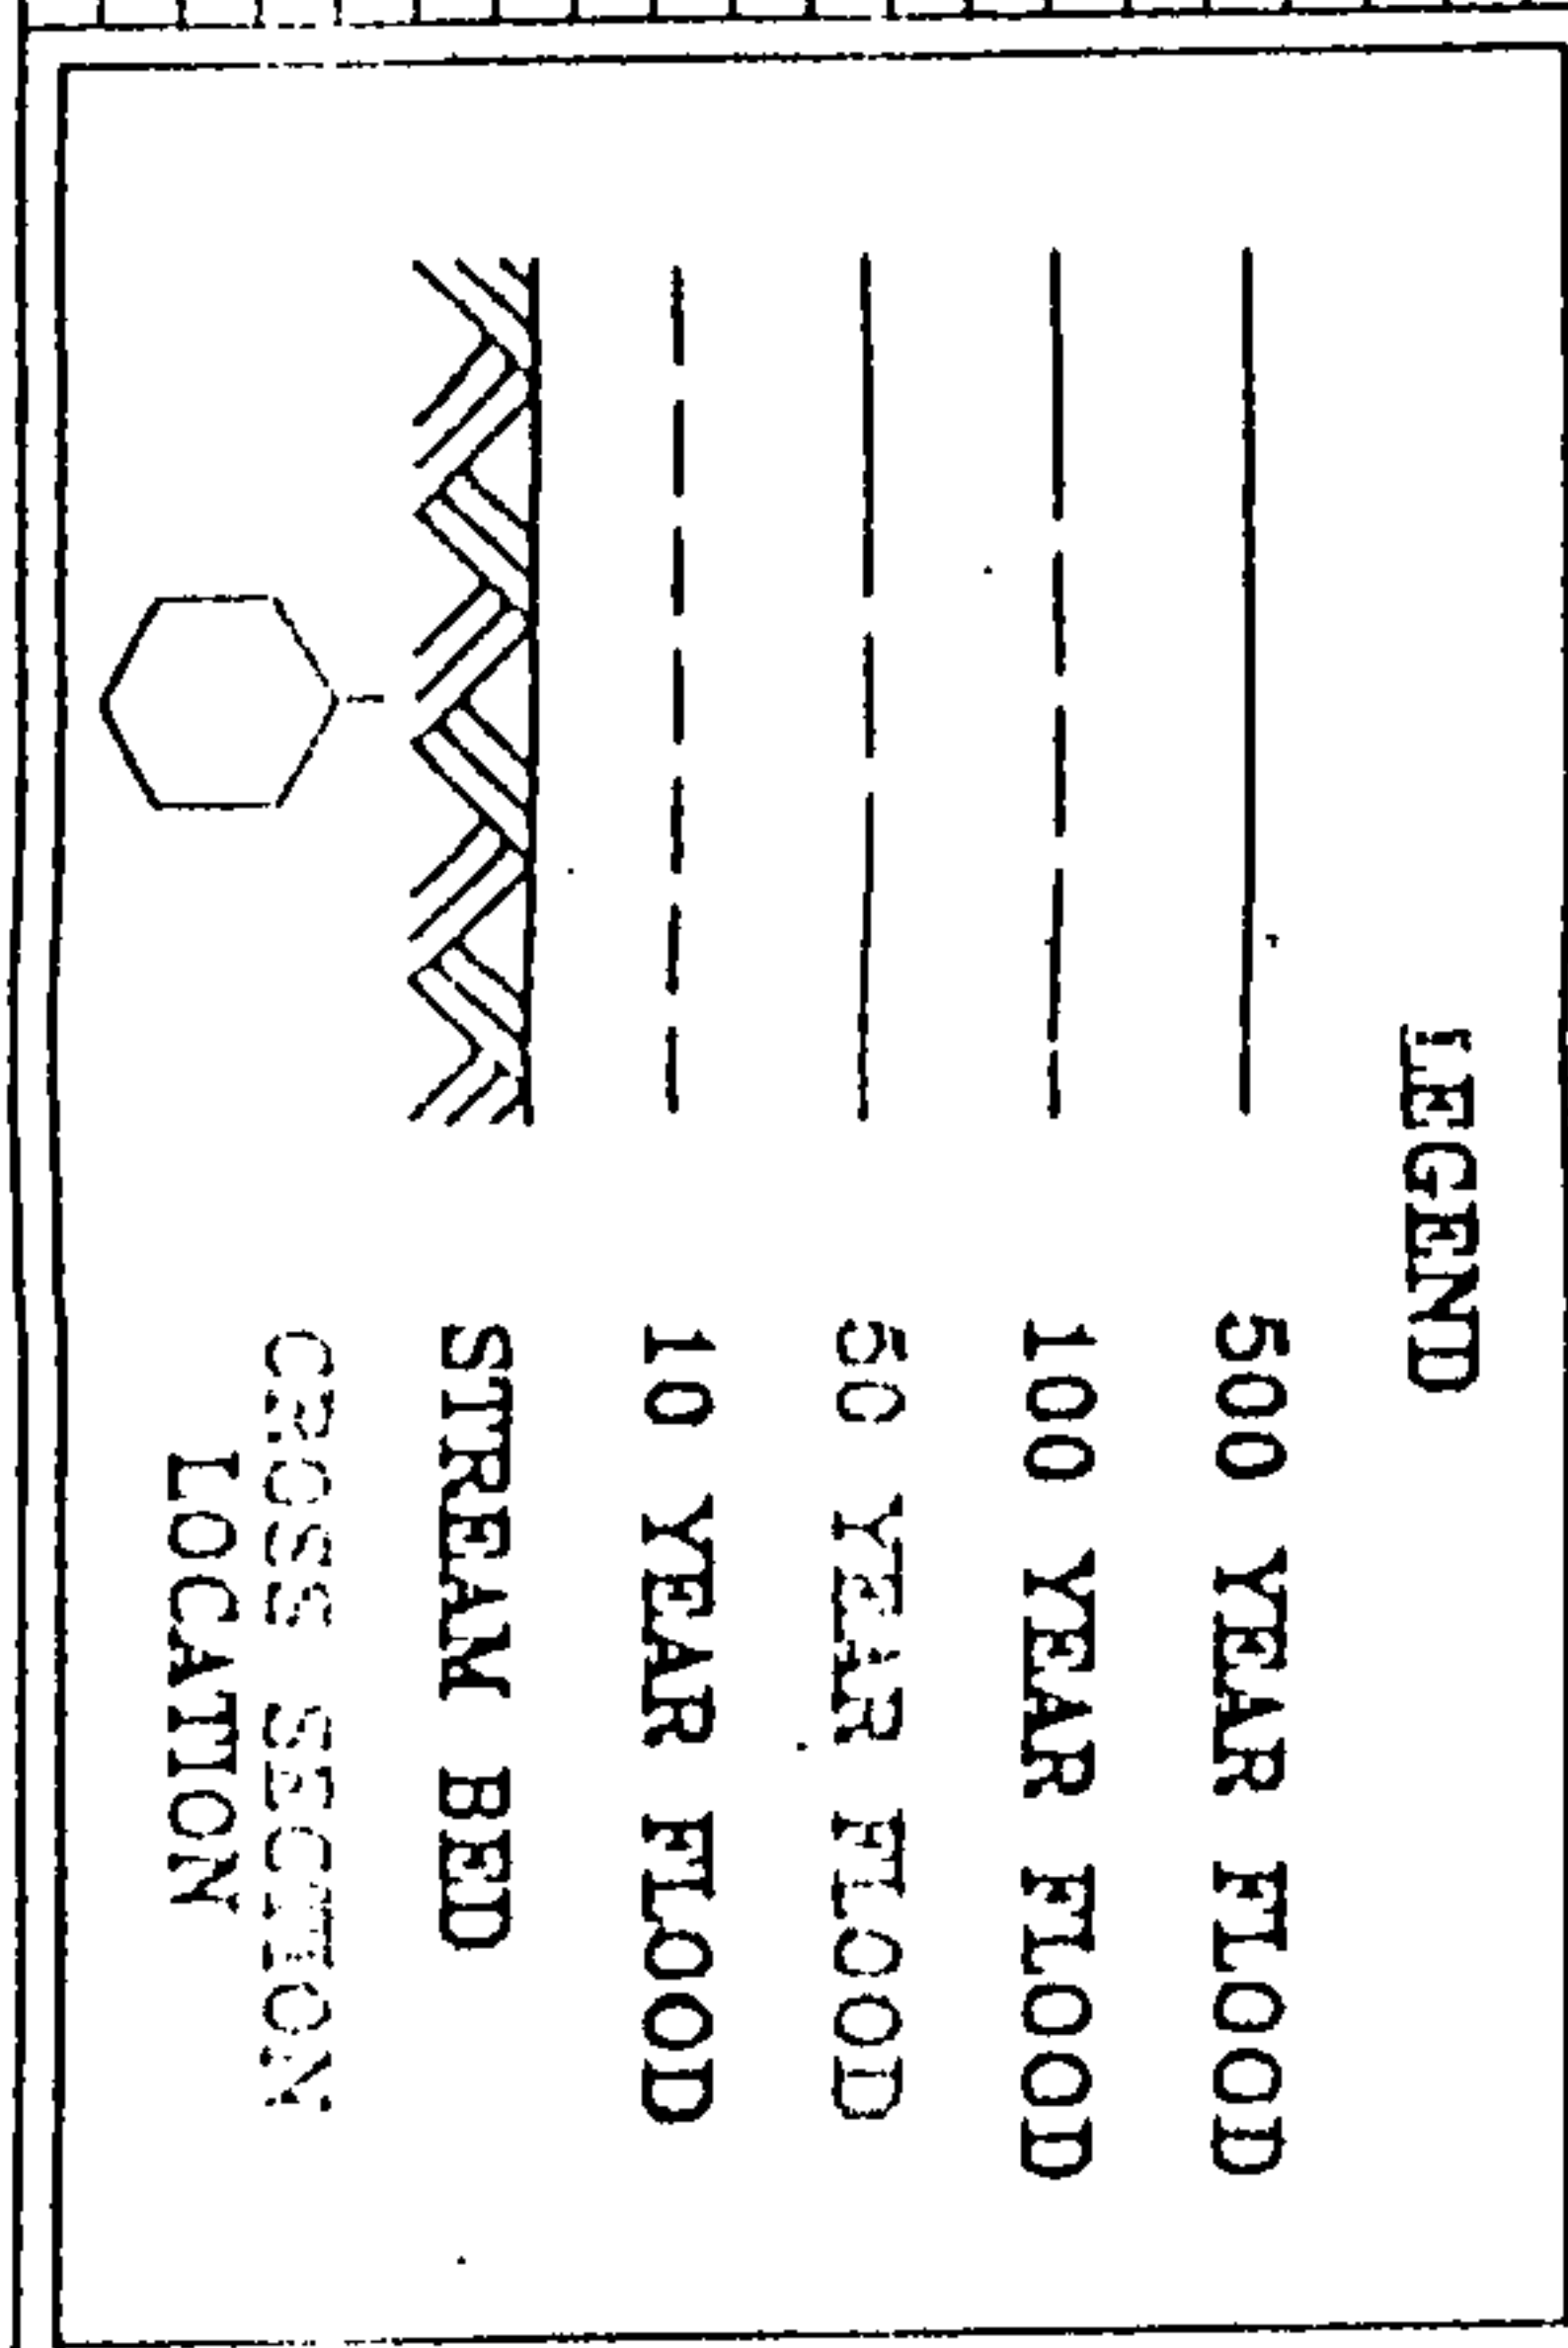 LEGEND
500 YEAR FLOOD
100 YEAR FLOOD
50 YEAR FLOOD
10 YEAR FLOOD
STREAM BED
CROSS SECTION
LOCATION